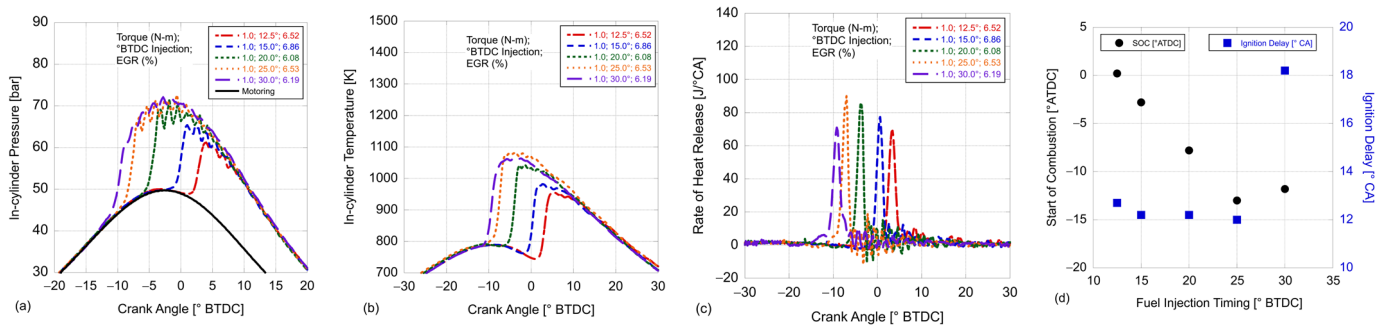 Torque (N-m);
°BTDC Injection;
EGR (%)
1.0; 12.5°; 6.52
1.0; 15.0°; 6.86
1.0; 20.0°; 6.08
1.0; 25.0°; 6.53
1.0; 30.0°; 6.19
Motoring
90
80
70
60
50
40
30
−20 −15 −10 −5 0 5 10 15 20
In-cylinder Pressure [bar]
Crank Angle [° BTDC]
(a)
Torque (N-m);
°BTDC Injection;
EGR (%)
1.0; 12.5°; 6.52
1.0; 15.0°; 6.86
1.0; 20.0°; 6.08
1.0; 25.0°; 6.53
1.0; 30.0°; 6.19
1500
1400
1300
1200
1100
1000
900
800
700
−20 −10 0 10 20 30
In-cylinder Temperature [K]
Crank Angle [° BTDC]
(b)
Torque (N-m);
°BTDC Injection;
EGR (%)
1.0; 12.5°; 6.52
1.0; 15.0°; 6.86
1.0; 20.0°; 6.08
1.0; 25.0°; 6.53
1.0; 30.0°; 6.19
140
120
100
80
60
40
20
0
−20
−30 −20 −10 0 10 20 30
Rate of Heat Release [J/°CA]
Crank Angle [° BTDC]
(c)
SOC [°ATDC]
Ignition Delay [° CA]
5
0
−5
−10
−15
−20
20
18
16
14
12
10
10 15 20 25 30 35
Start of Combustion [°ATDC]
Ignition Delay [° CA]
Fuel Injection Timing [° BTDC]
(d)